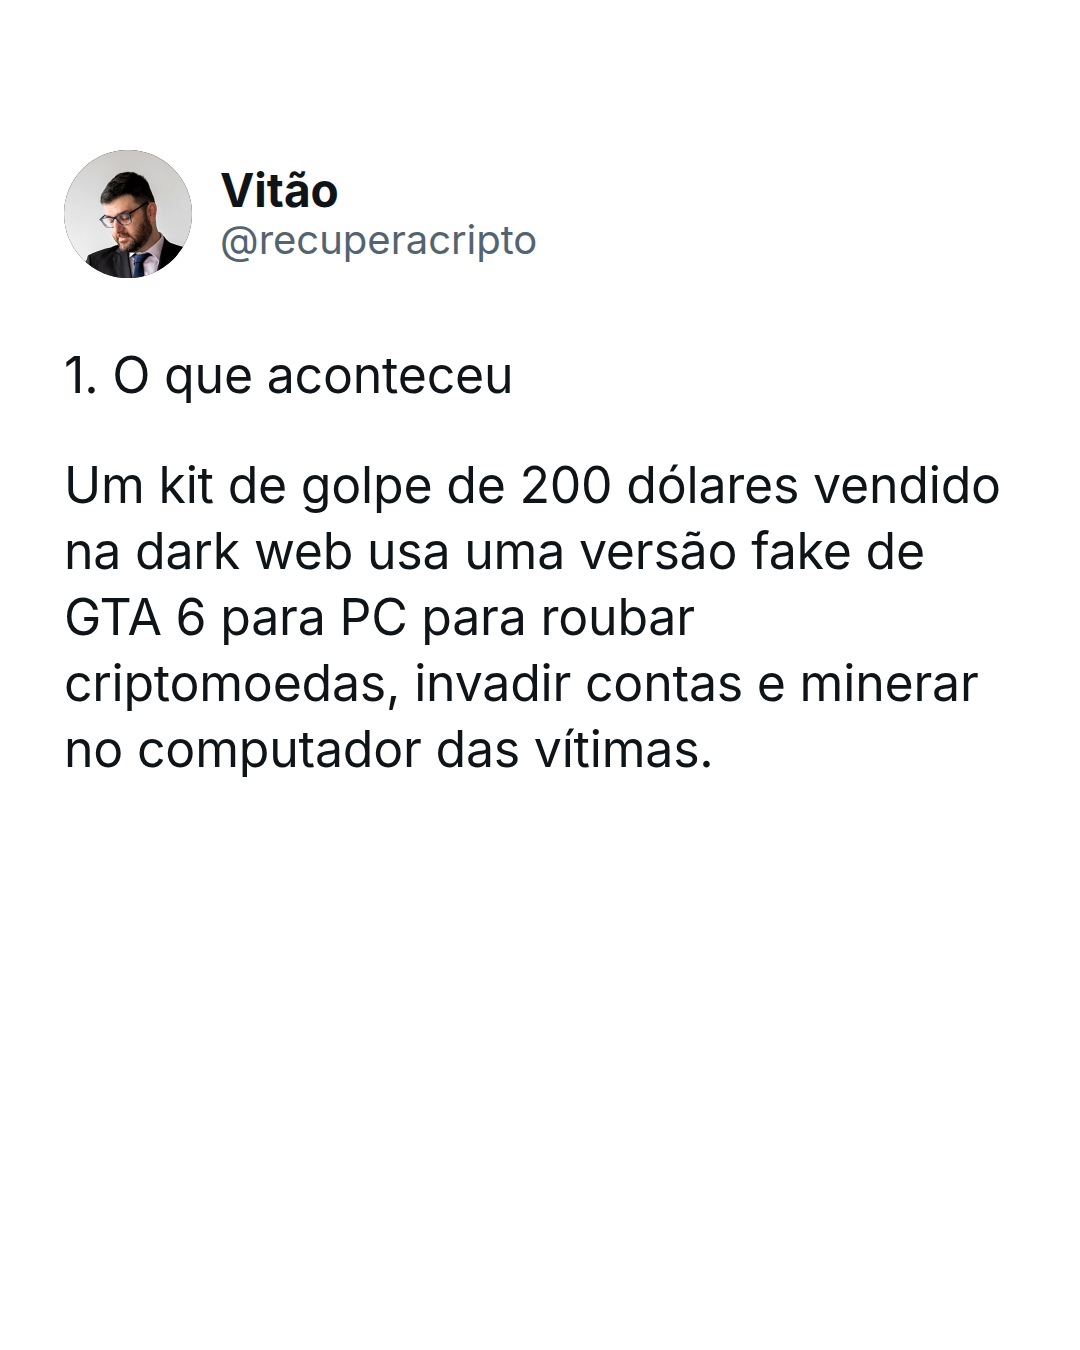 Vitão
@recuperacripto
1. O que aconteceu
Um kit de golpe de 200 dólares vendido
na dark web usa uma versão fake de
GTA 6 para PC para roubar
criptomoedas, invadir contas e minerar
no computador das vítimas.